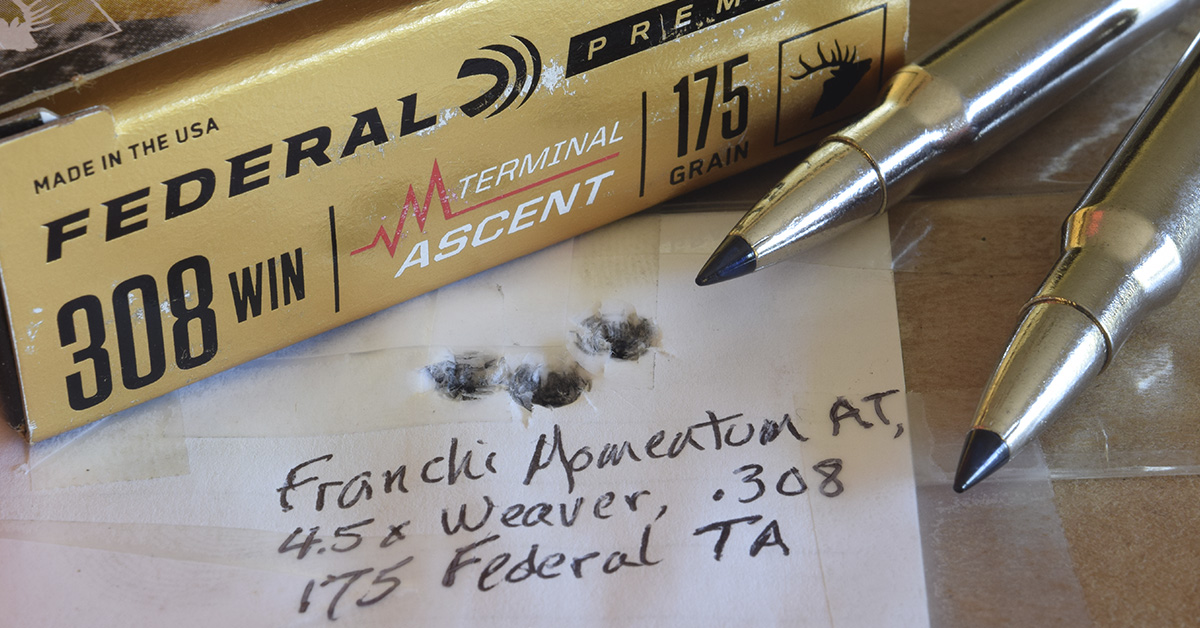 MADE IN THE USA
FEDERAL PREM
308 WIN
TERMINAL
ASCENT
175
GRAIN
Franchi Momentum AT,
4.5x Weaver, .308
175 Federal TA